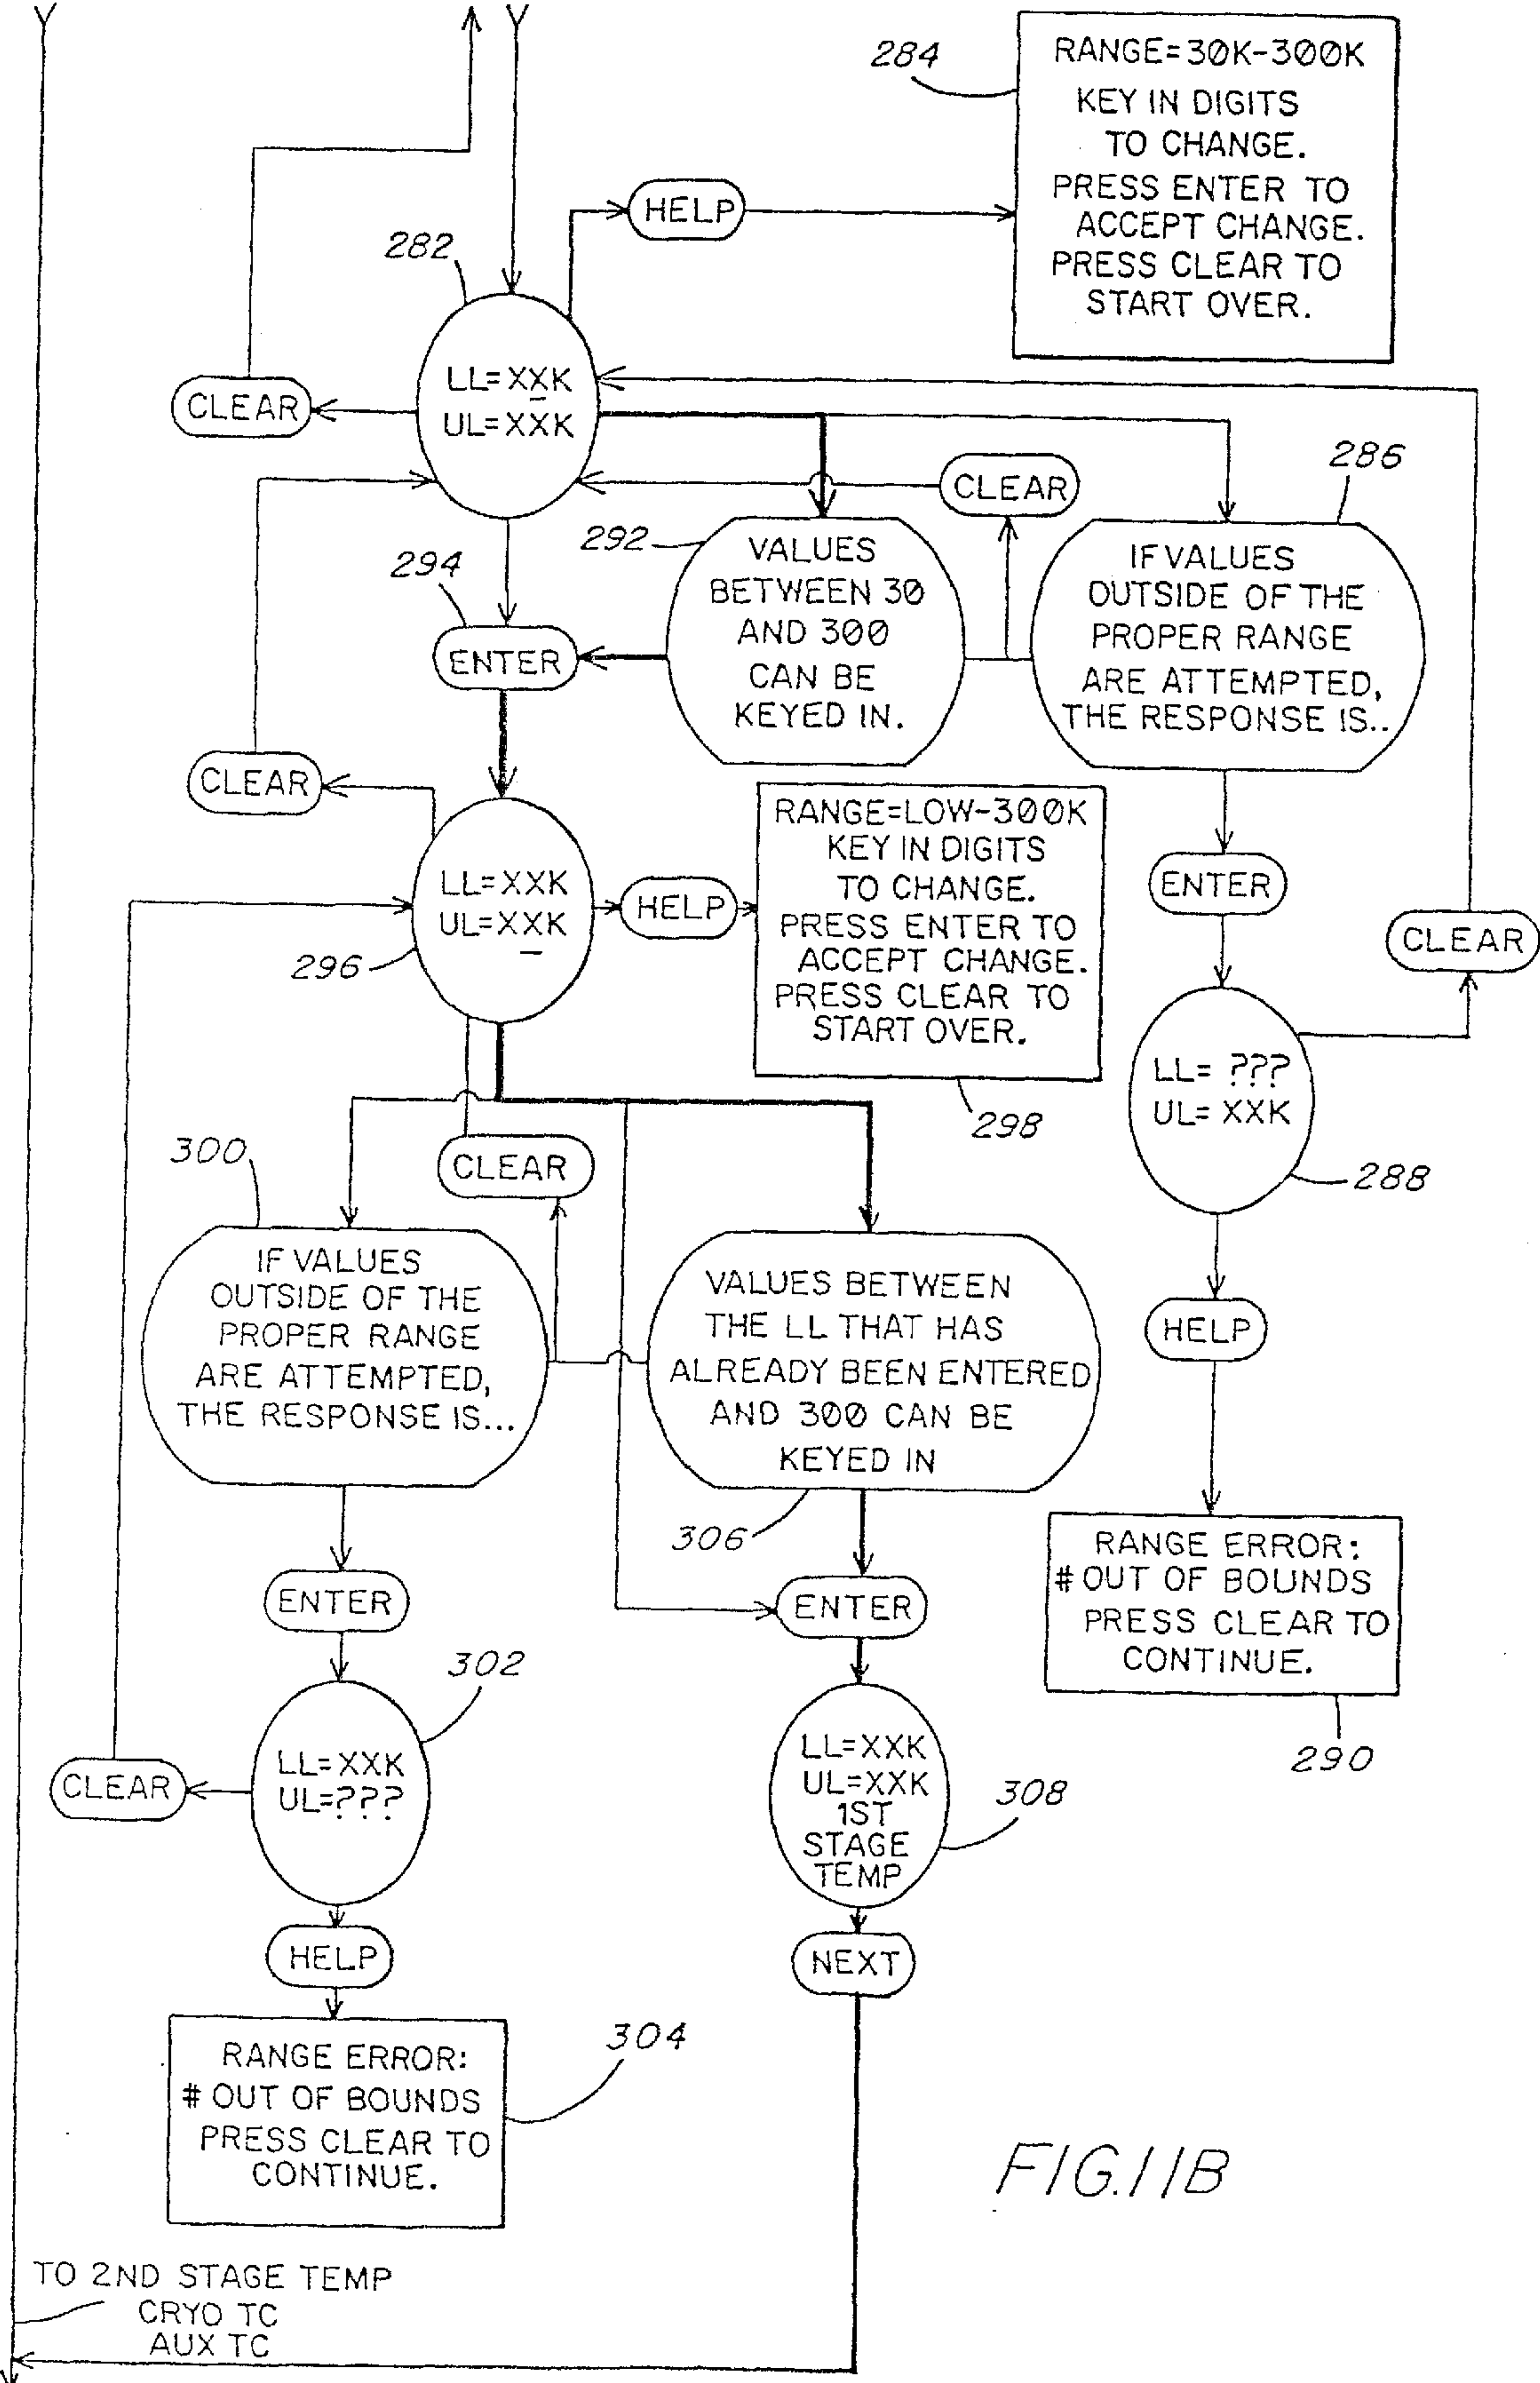 284
RANGE=30K-300K
KEY IN DIGITS
TO CHANGE.
PRESS ENTER TO
ACCEPT CHANGE.
PRESS CLEAR TO
START OVER.
HELP
282
LL=XXK
UL=XXK
CLEAR
CLEAR
286
292
VALUES
BETWEEN 30
AND 300
CAN BE
KEYED IN.
IF VALUES
OUTSIDE OF THE
PROPER RANGE
ARE ATTEMPTED,
THE RESPONSE IS..
294
ENTER
CLEAR
LL=XXK
UL=XXK
296
HELP
RANGE=LOW-300K
KEY IN DIGITS
TO CHANGE.
PRESS ENTER TO
ACCEPT CHANGE.
PRESS CLEAR TO
START OVER.
298
ENTER
CLEAR
LL= ???
UL= XXK
288
HELP
RANGE ERROR:
# OUT OF BOUNDS
PRESS CLEAR TO
CONTINUE.
290
300
CLEAR
IF VALUES
OUTSIDE OF THE
PROPER RANGE
ARE ATTEMPTED,
THE RESPONSE IS...
VALUES BETWEEN
THE LL THAT HAS
ALREADY BEEN ENTERED
AND 300 CAN BE
KEYED IN
306
ENTER
ENTER
302
LL=XXK
UL=???
CLEAR
LL=XXK
UL=XXK
1ST
STAGE
TEMP
308
HELP
NEXT
RANGE ERROR:
# OUT OF BOUNDS
PRESS CLEAR TO
CONTINUE.
304
FIG.11B
TO 2ND STAGE TEMP
CRYO TC
AUX TC